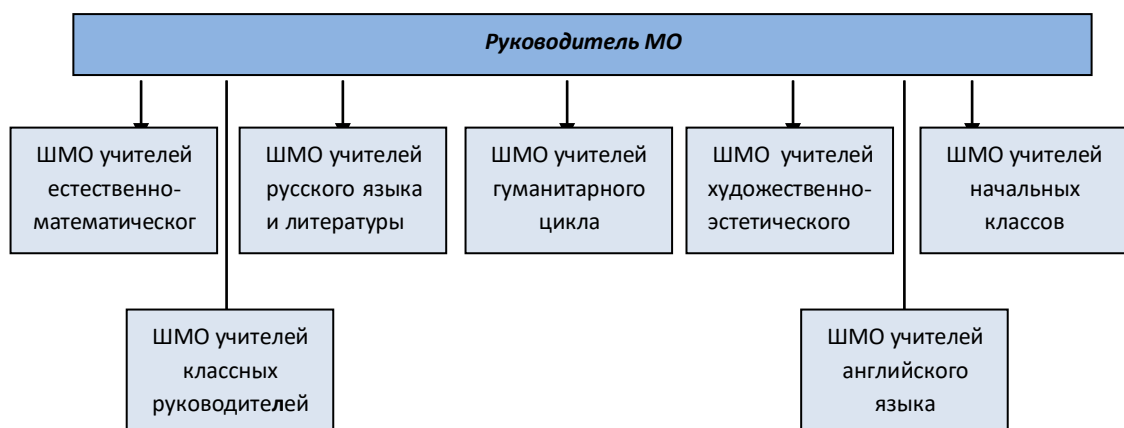 Руководитель МО
ШМО учителей
естественно-
математическог
ШМО учителей
русского языка
и литературы
ШМО учителей
гуманитарного
цикла
ШМО учителей
художественно-
эстетического
ШМО учителей
начальных
классов
ШМО учителей
классных
руководителей
ШМО учителей
английского
языка